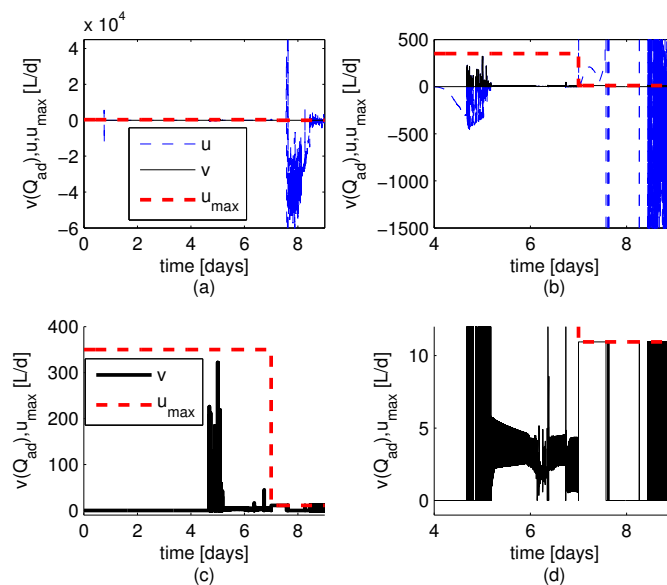 x 10⁴
4
2
0
−2
−4
−6
v(Q_ad),u,u_max [L/d]
u
v
u_max
0 2 4 6 8
time [days]
(a)
500
0
−500
−1000
−1500
v(Q_ad),u,u_max [L/d]
4 6 8
time [days]
(b)
400
300
200
100
0
v(Q_ad),u_max [L/d]
v
u_max
0 2 4 6 8
time [days]
(c)
10
5
0
v(Q_ad),u_max [L/d]
4 6 8
time [days]
(d)